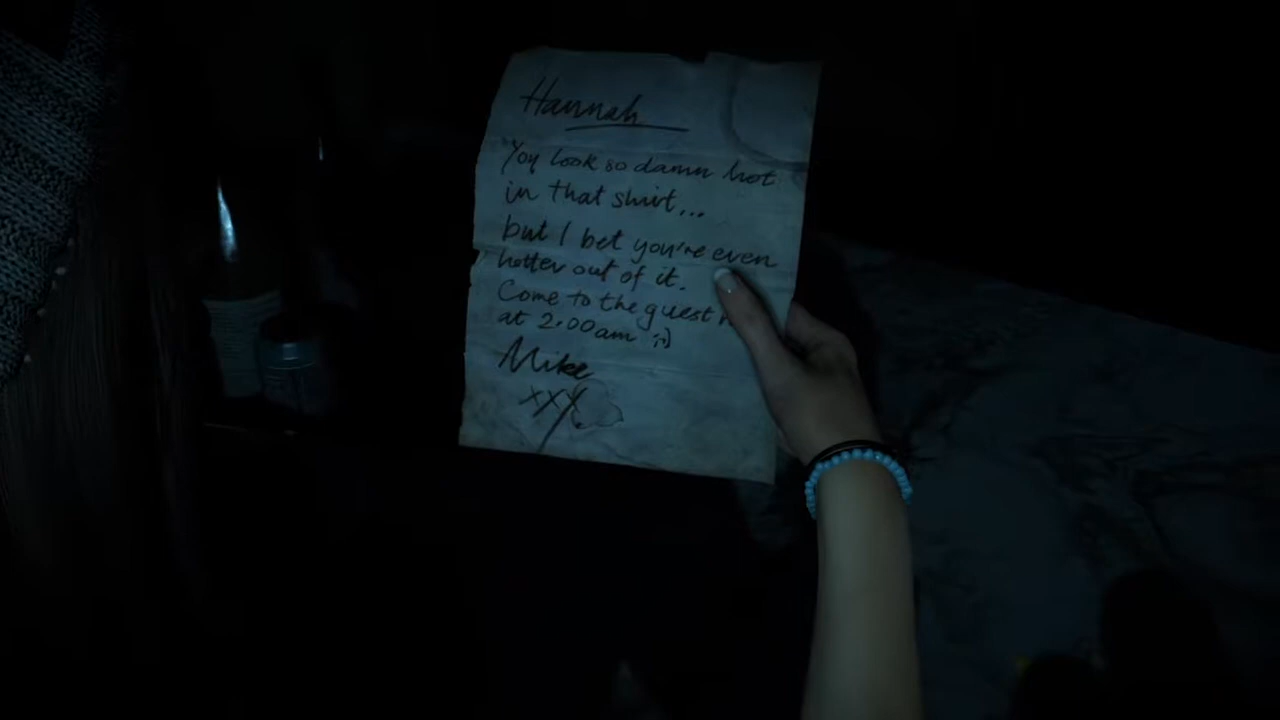 Hannah
You look so damn hot
in that shirt...
but I bet you're even
hotter out of it.
Come to the guest
at 2.00am ;)
Mike
xxx